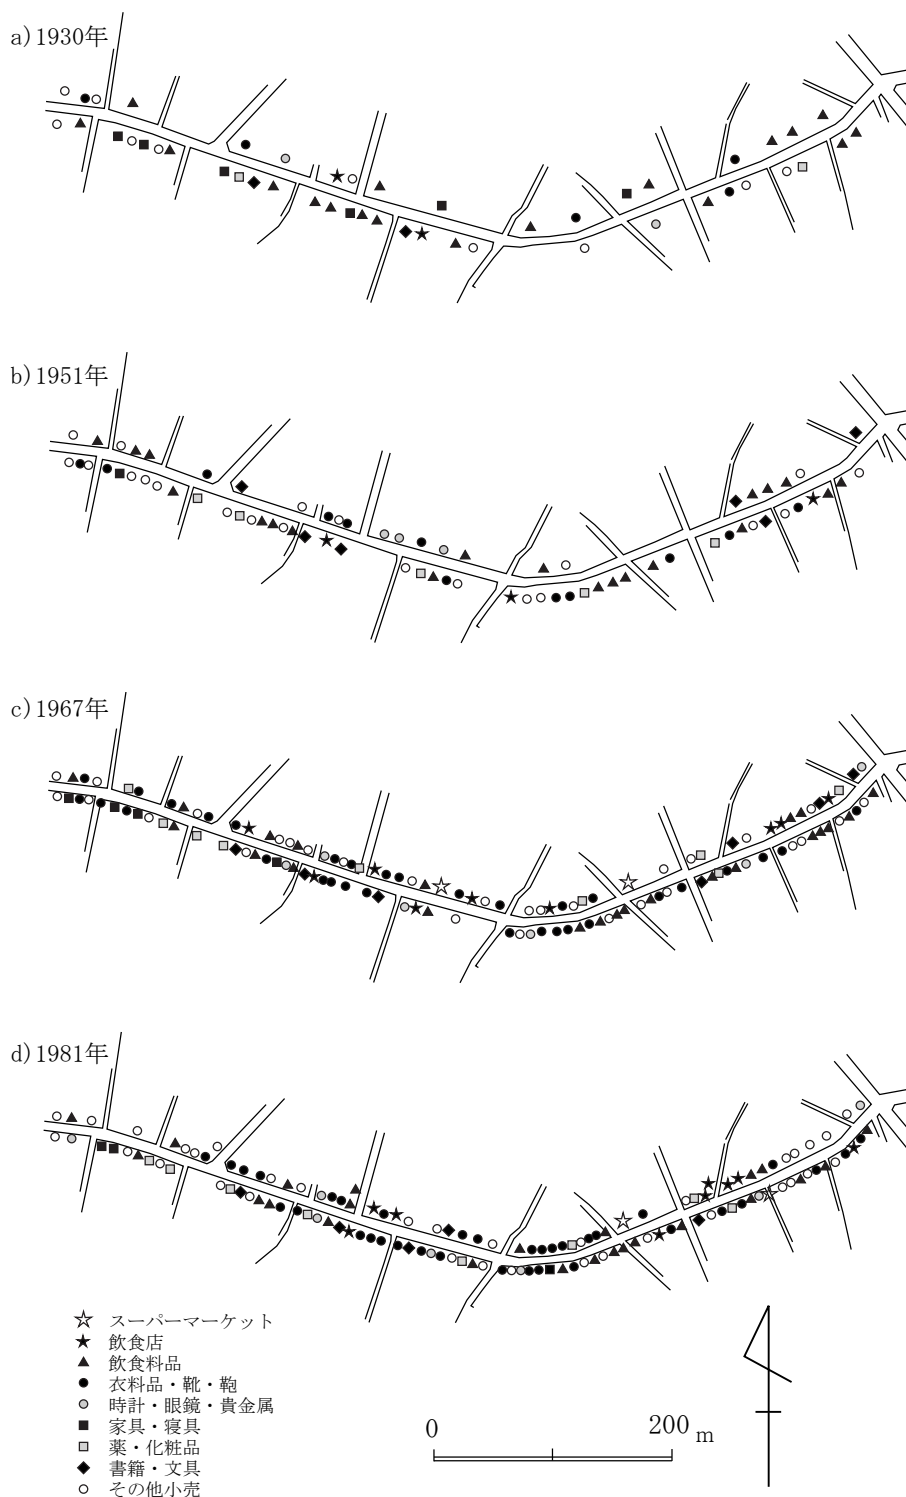 a)1930年
b)1951年
c)1967年
d)1981年
スーパーマーケット
飲食店
飲食料品
衣料品・靴・鞄
時計・眼鏡・貴金属
家具・寝具
薬・化粧品
書籍・文具
その他小売
0 200 m